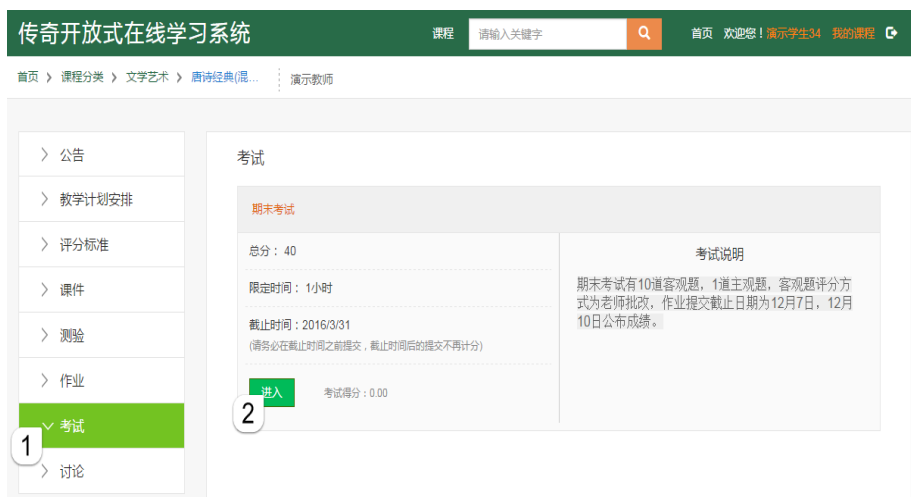 传奇开放式在线学习系统 课程 请输入关键字 首页 欢迎您！演示学生34 我的课程
首页 > 课程分类 > 文学艺术 > 唐诗经典(混... 演示教师
公告
教学计划安排
评分标准
课件
测验
作业
考试
讨论
1
考试
期末考试
总分： 40
限定时间： 1小时
截止时间：2016/3/31
(请务必在截止时间之前提交，截止时间后的提交不再计分)
进入 考试得分：0.00
2
考试说明
期末考试有10道客观题，1道主观题，客观题评分方
式为老师批改，作业提交截止日期为12月7日，12月
10日公布成绩。